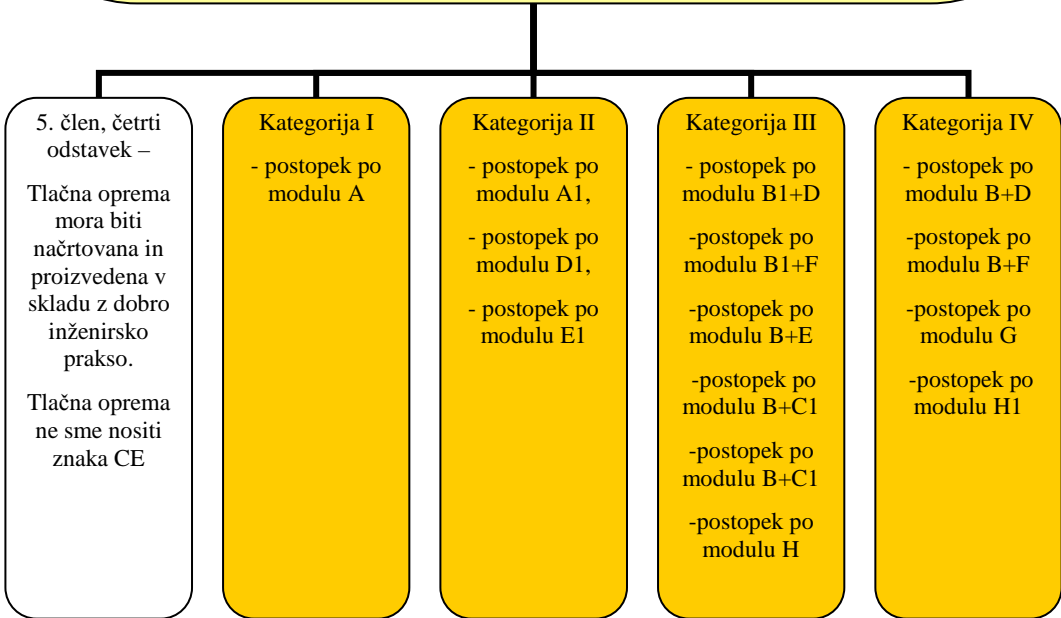 5. člen, četrti
odstavek –
Tlačna oprema
mora biti
načrtovana in
proizvedena v
skladu z dobro
inženirsko
prakso.
Tlačna oprema
ne sme nositi
znaka CE
Kategorija I
- postopek po
modulu A
Kategorija II
- postopek po
modulu A1,
- postopek po
modulu D1,
- postopek po
modulu E1
Kategorija III
- postopek po
modulu B1+D
-postopek po
modulu B1+F
-postopek po
modulu B+E
-postopek po
modulu B+C1
-postopek po
modulu B+C1
-postopek po
modulu H
Kategorija IV
- postopek po
modulu B+D
-postopek po
modulu B+F
-postopek po
modulu G
-postopek po
modulu H1